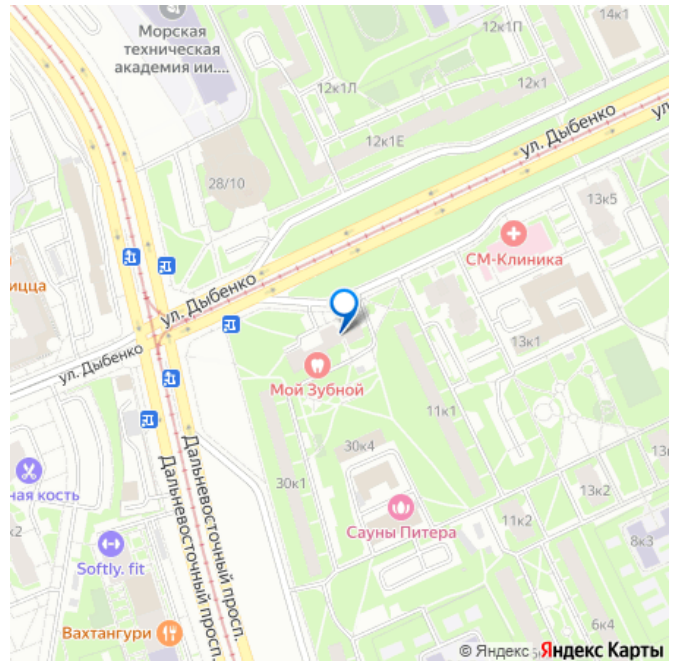 Морская
техническая
академия ии....
12к1П
14к1
12к1Л
12к1
12к1Е
ул. Дыбенко
28/10
13к5
СМ-Клиника
ицца
ул. Дыбенко
ул. Дыбенко
13к1
Мой Зубной
11к1
30к4
30к1
Дальневосточный просп.
Дальневосточный просп.
ная кость
13к2
11к2
Сауны Питера
8к3
Softly. fit
6к4
Вахтангури
© Яндекс
Яндекс Карты